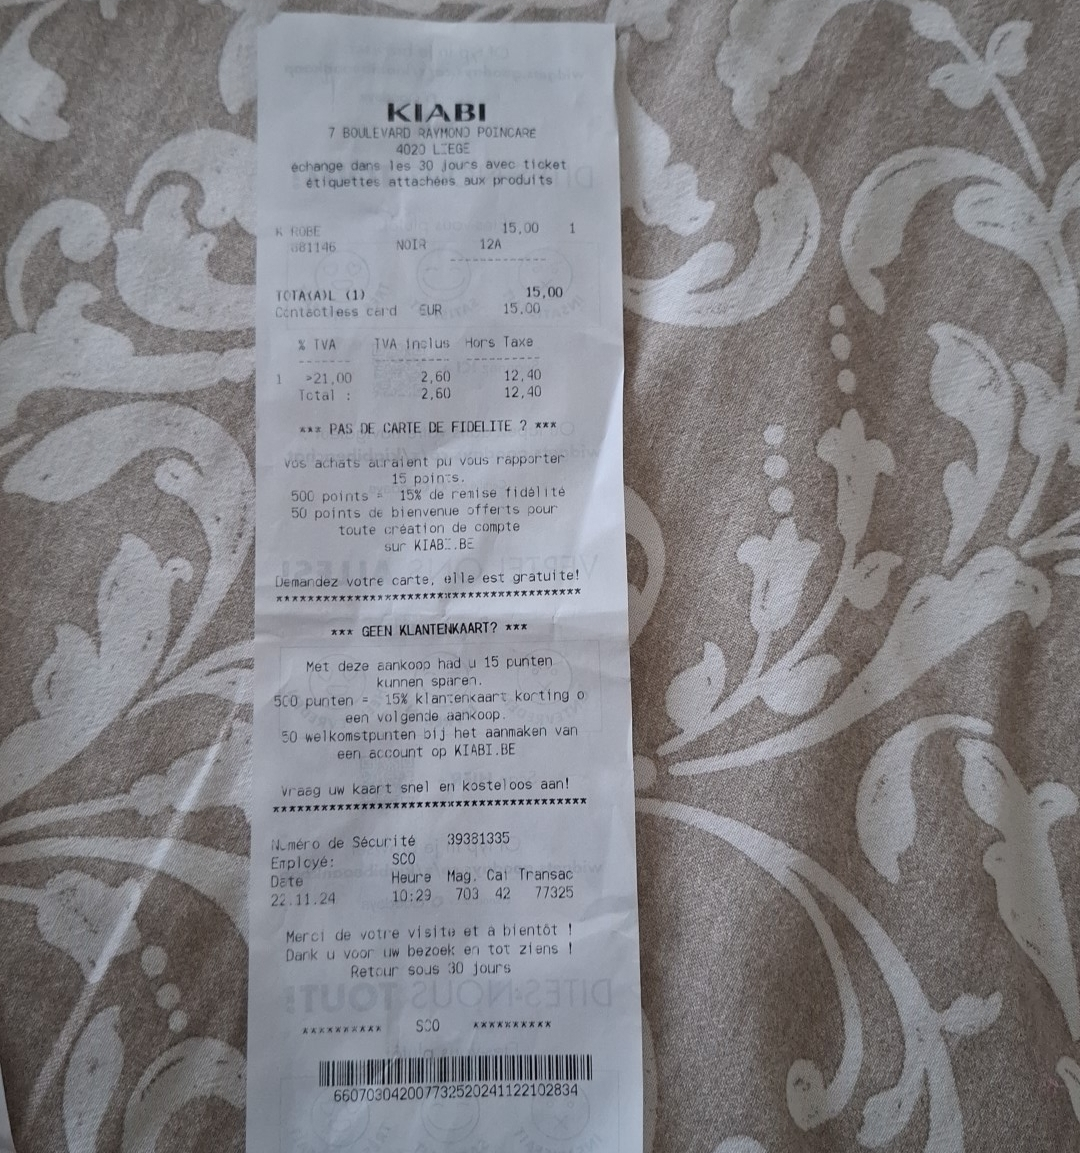 KIABI
7 BOULEVARD RAYMOND POINCARE
4020 LIEGE
échange dans les 30 jours avec ticket
étiquettes attachées aux produits
K ROBE 15,00 1
681146 NOIR 12A
------------
TOTA(A)L (1) 15,00
Contactless card EUR 15.00
% TVA TVA inclus Hors Taxe
------- --------- ---------
1 >21,00 2,60 12,40
Total : 2,60 12,40
*** PAS DE CARTE DE FIDELITE ? ***
Vos achats auraient pu vous rapporter
15 points.
500 points = 15% de remise fidélité
50 points de bienvenue offerts pour
toute création de compte
sur KIABI.BE
Demandez votre carte, elle est gratuite!
***************************************
*** GEEN KLANTENKAART? ***
Met deze aankoop had u 15 punten
kunnen sparen.
500 punten = 15% klantenkaart korting o
een volgende aankoop.
50 welkomstpunten bij het aanmaken van
een account op KIABI.BE
Vraag uw kaart snel en kosteloos aan!
****************************************
Numéro de Sécurité 39381335
Employé: SCO
Date Heure Mag. Cai Transac
22.11.24 10:29 703 42 77325
Merci de votre visite et a bientôt !
Dank u voor uw bezoek en tot ziens !
Retour sous 30 jours
********** SCO **********
660703042007732520241122102834